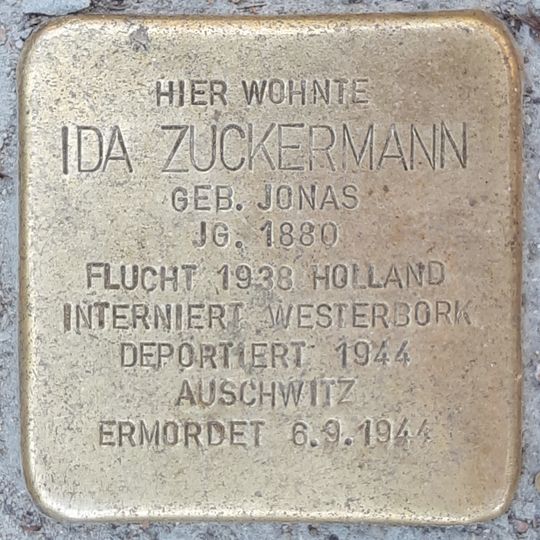 HIER WOHNTE
IDA ZUCKERMANN
GEB. JONAS
JG. 1880
FLUCHT 1938 HOLLAND
INTERNIERT WESTERBORK
DEPORTIERT 1944
AUSCHWITZ
ERMORDET 6.9.1944